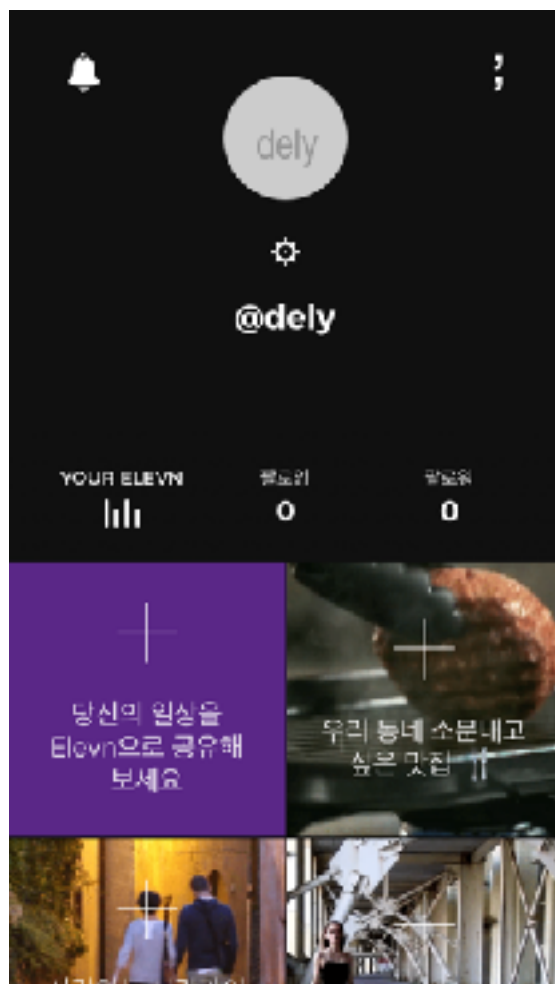 dely
@dely
YOUR ELEVN
팔로잉
0
팔로워
0
당신의 일상을
Elevn으로 공유해
보세요
우리 동네 소문내고
싶은 맛집 🍴